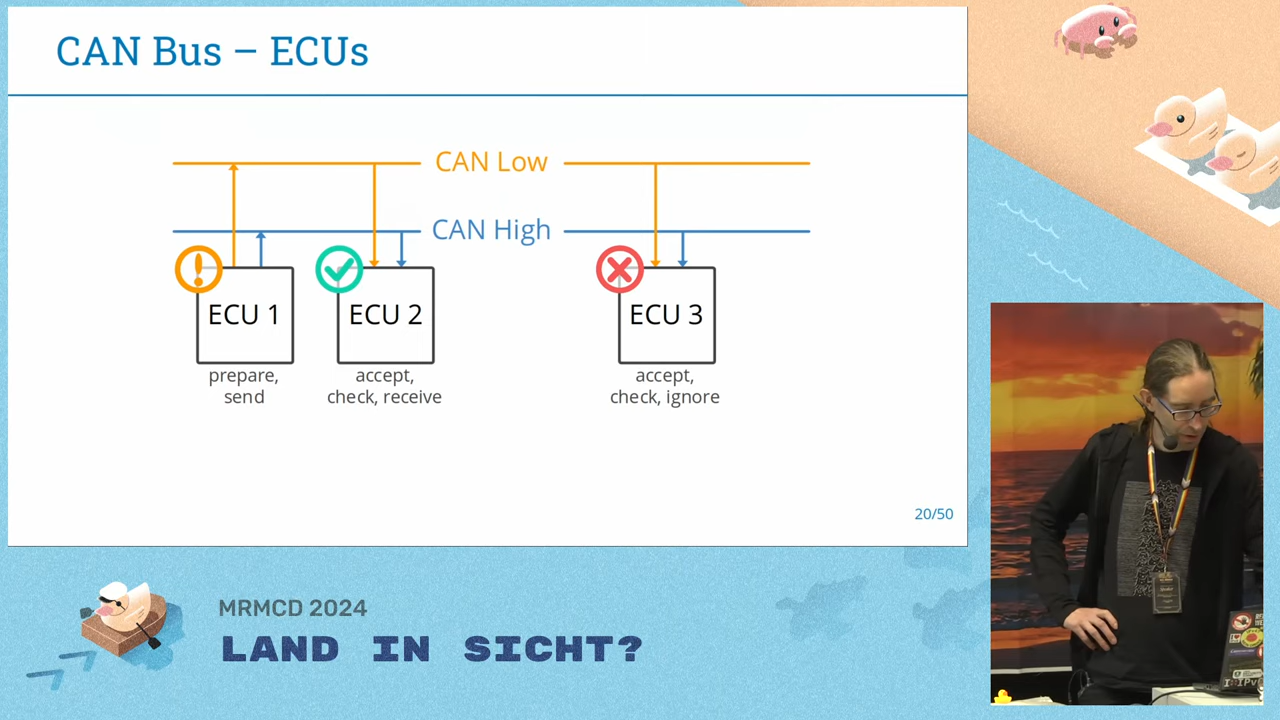 CAN Bus – ECUs
CAN Low
CAN High
ECU 1
ECU 2
ECU 3
prepare,
send
accept,
check, receive
accept,
check, ignore
20/50
MRMCD 2024
LAND IN SICHT?